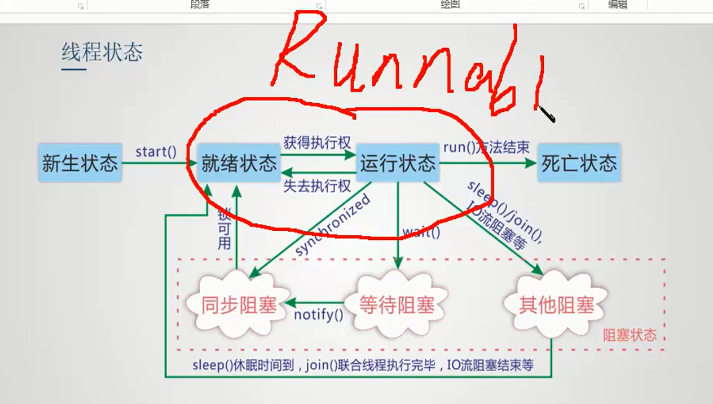 段落
绘图
编辑
线程状态
Runnabl
新生状态
start()
就绪状态
获得执行权
失去执行权
运行状态
run()方法结束
死亡状态
锁可用
synchronized
wait()
sleep()/join(),
IO流阻塞等
同步阻塞
notify()
等待阻塞
其他阻塞
阻塞状态
sleep()休眠时间到，join()联合线程执行完毕，IO流阻塞结束等